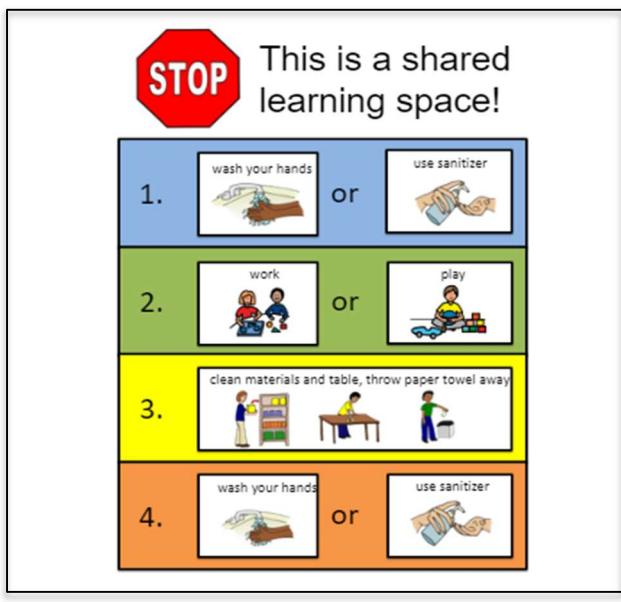 STOP
This is a shared
learning space!
1.
wash your hands
or
use sanitizer
2.
work
or
play
3.
clean materials and table, throw paper towel away
4.
wash your hands
or
use sanitizer